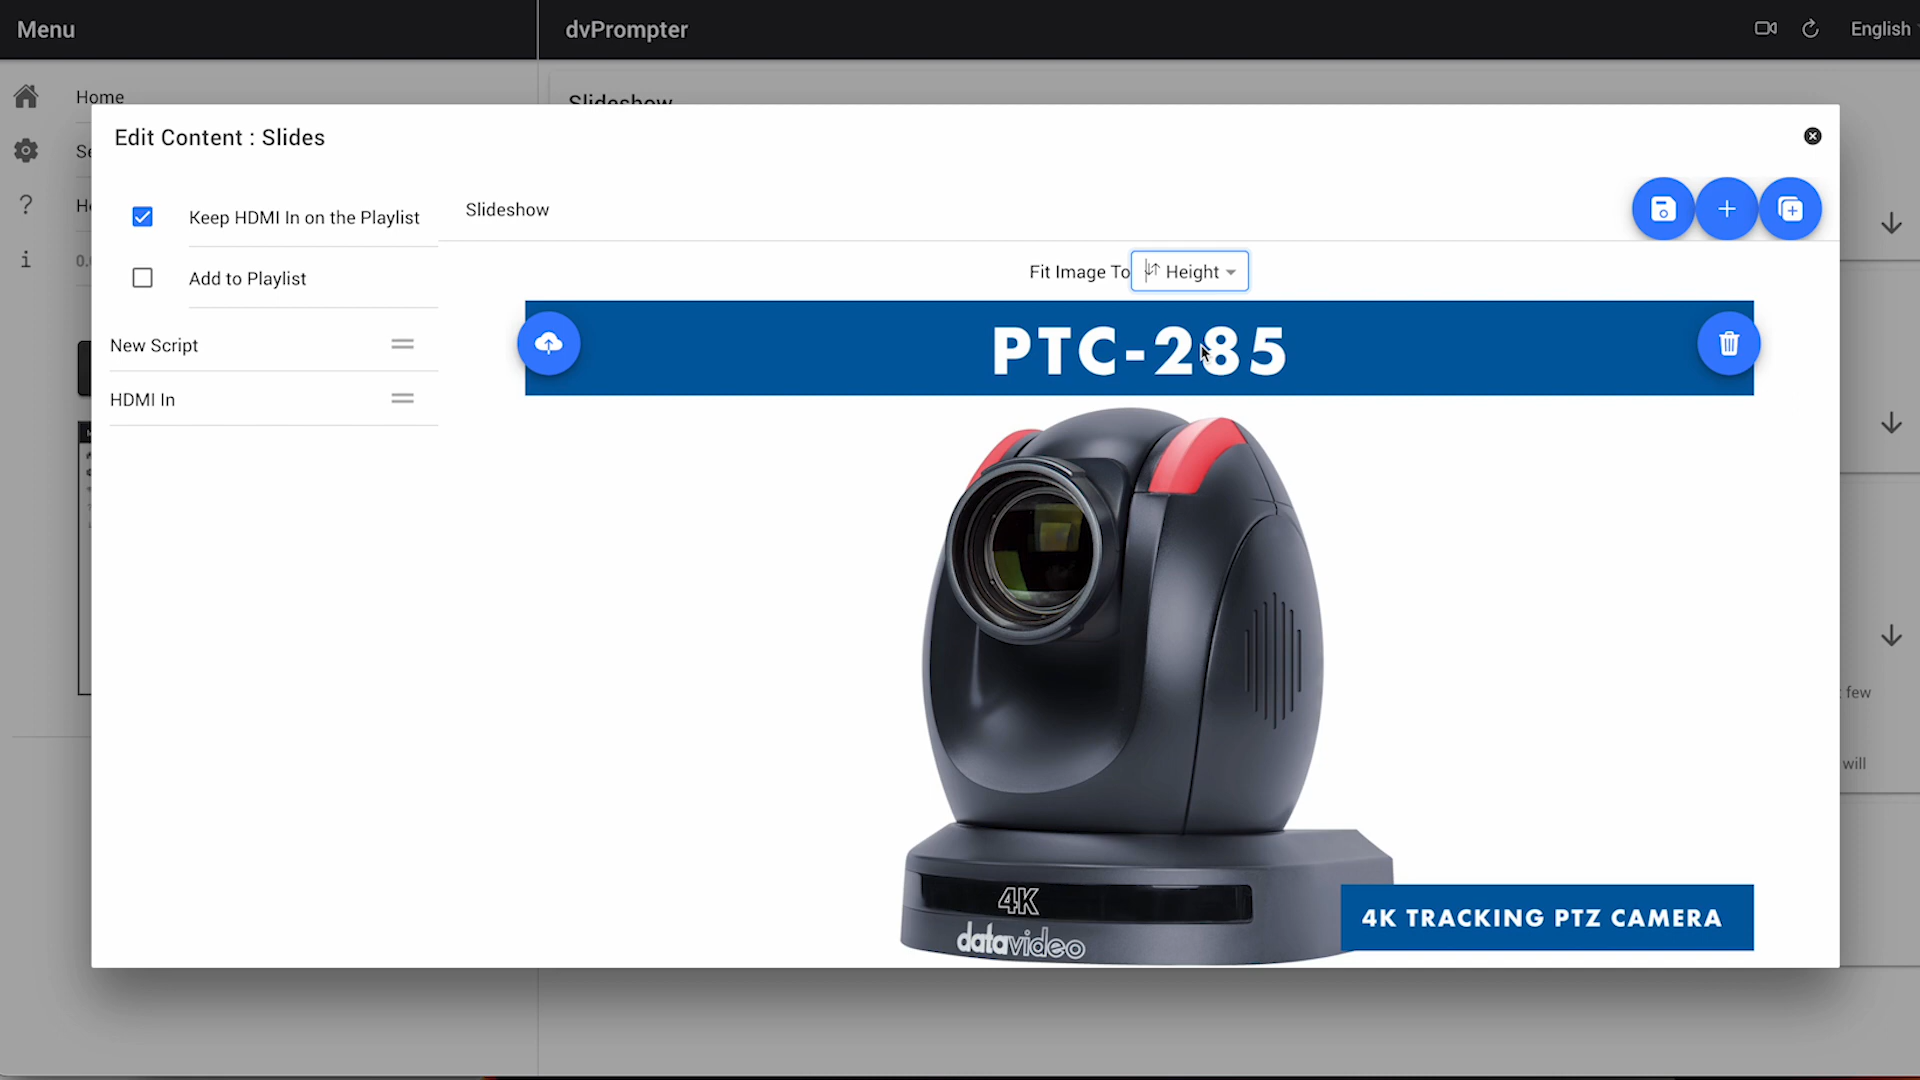 Menu
dvPrompter
English
Home
Slideshow
Edit Content : Slides
Keep HDMI In on the Playlist
Slideshow
Add to Playlist
Fit Image To
Height
New Script
HDMI In
PTC-285
few
will
4K
datavideo
4K TRACKING PTZ CAMERA